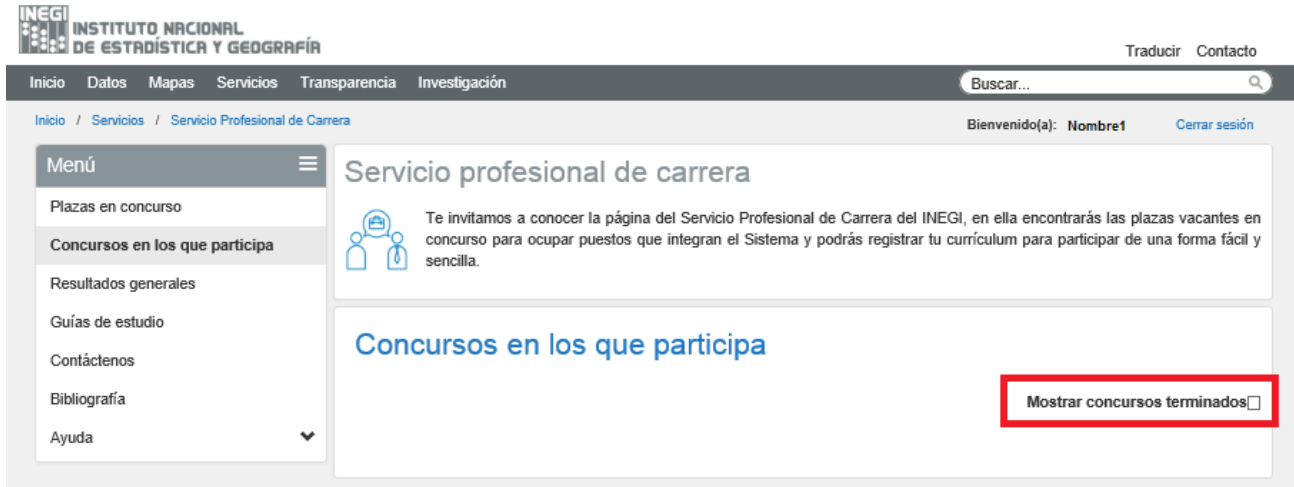 INEGI
INSTITUTO NACIONAL
DE ESTADÍSTICA Y GEOGRAFÍA
Traducir Contacto
Inicio Datos Mapas Servicios Transparencia Investigación Buscar...
Inicio / Servicios / Servicio Profesional de Carrera
Bienvenido(a): Nombre1 Cerrar sesión
Menú
Plazas en concurso
Concursos en los que participa
Resultados generales
Guías de estudio
Contáctenos
Bibliografía
Ayuda
Servicio profesional de carrera
Te invitamos a conocer la página del Servicio Profesional de Carrera del INEGI, en ella encontrarás las plazas vacantes en
concurso para ocupar puestos que integran el Sistema y podrás registrar tu currículum para participar de una forma fácil y
sencilla.
Concursos en los que participa
Mostrar concursos terminados